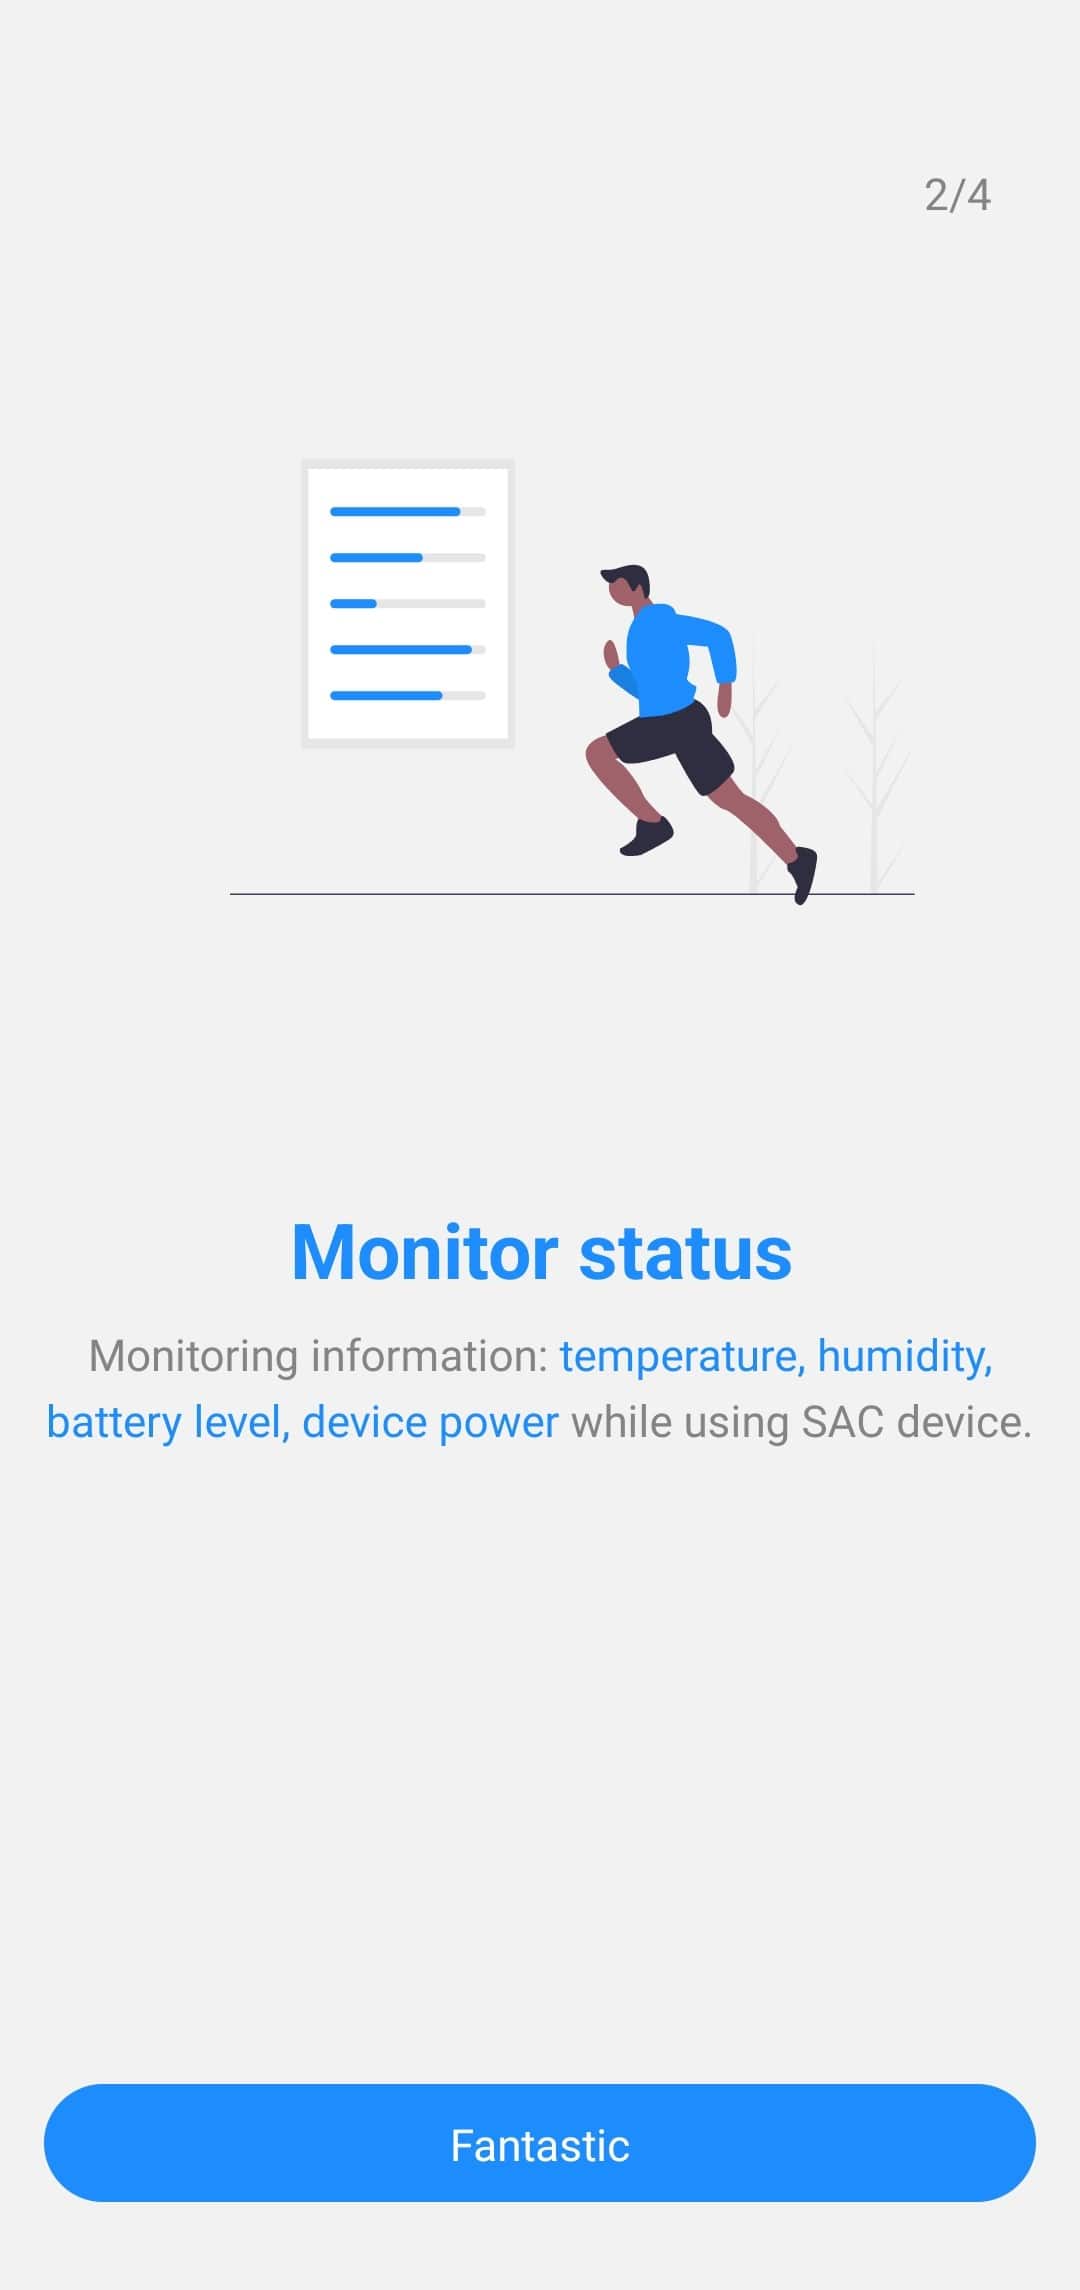 2/4
Monitor status
Monitoring information: temperature, humidity,
battery level, device power while using SAC device.
Fantastic